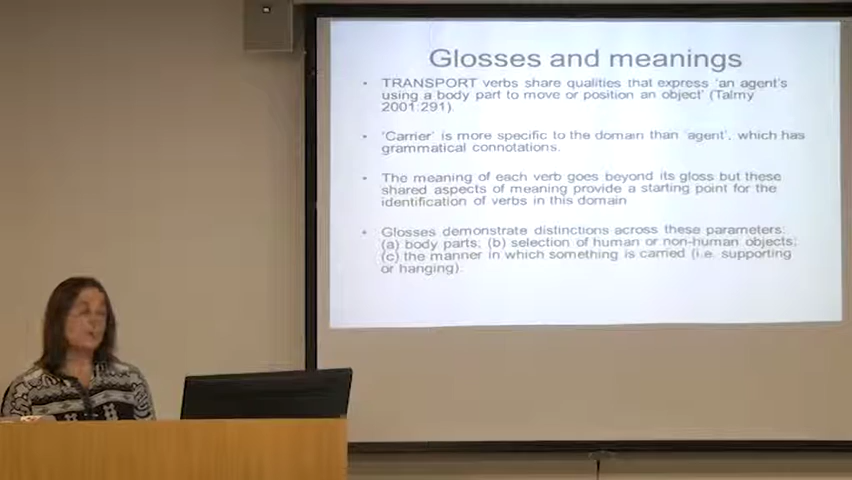 Glosses and meanings
• TRANSPORT verbs share qualities that express 'an agent's
using a body part to move or position an object' (Talmy
2001:291).
• 'Carrier' is more specific to the domain than 'agent', which has
grammatical connotations.
• The meaning of each verb goes beyond its gloss but these
shared aspects of meaning provide a starting point for the
identification of verbs in this domain
• Glosses demonstrate distinctions across these parameters:
(a) body parts; (b) selection of human or non-human objects;
(c) the manner in which something is carried (i.e. supporting
or hanging).